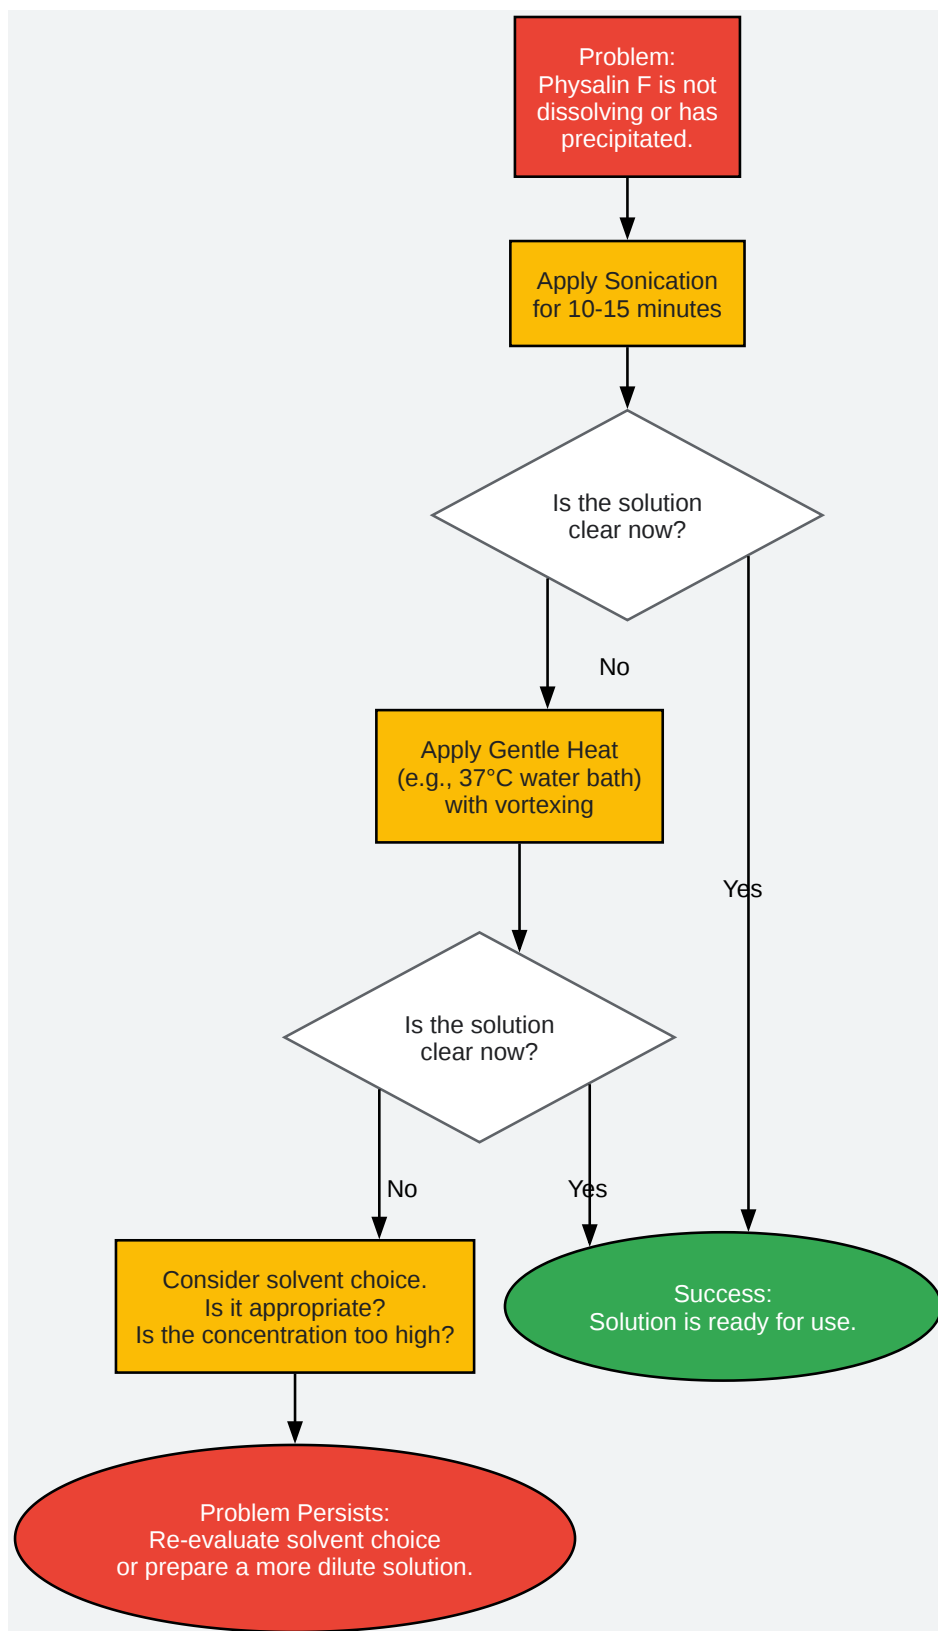 Problem:
Physalin F is not
dissolving or has
precipitated.
Apply Sonication
for 10-15 minutes
Is the solution
clear now?
No
Apply Gentle Heat
(e.g., 37°C water bath)
with vortexing
Yes
Is the solution
clear now?
No
Yes
Consider solvent choice.
Is it appropriate?
Is the concentration too high?
Success:
Solution is ready for use.
Problem Persists:
Re-evaluate solvent choice
or prepare a more dilute solution.